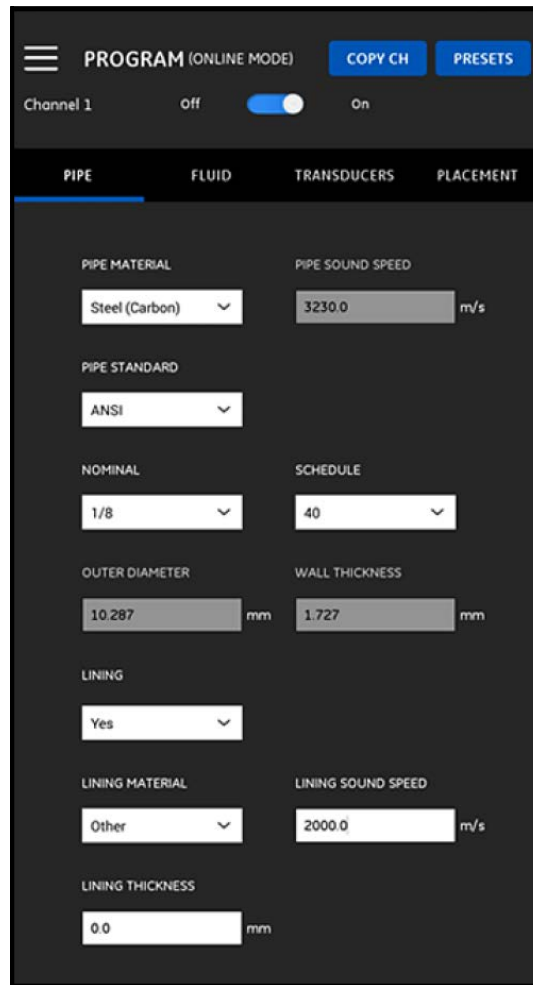 PROGRAM (ONLINE MODE) COPY CH PRESETS
Channel 1 Off On
PIPE FLUID TRANSDUCERS PLACEMENT
PIPE MATERIAL PIPE SOUND SPEED
Steel (Carbon) 3230.0 m/s
PIPE STANDARD
ANSI
NOMINAL SCHEDULE
1/8 40
OUTER DIAMETER WALL THICKNESS
10.287 mm 1.727 mm
LINING
Yes
LINING MATERIAL LINING SOUND SPEED
Other 2000.0 m/s
LINING THICKNESS
0.0 mm